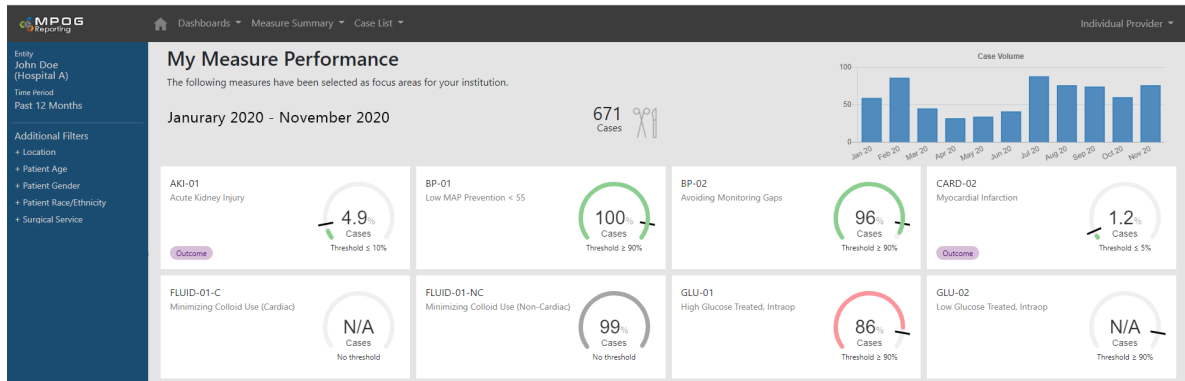 MPOG
Reporting
Dashboards
Measure Summary
Case List
Individual Provider
Entity
John Doe
(Hospital A)
Time Period
Past 12 Months
Additional Filters
+ Location
+ Patient Age
+ Patient Gender
+ Patient Race/Ethnicity
+ Surgical Service
My Measure Performance
The following measures have been selected as focus areas for your institution.
Janurary 2020 - November 2020
671
Cases
Case Volume
100
50
0
Jan 20 Feb 20 Mar 20 Apr 20 May 20 Jun 20 Jul 20 Aug 20 Sep 20 Oct 20 Nov 20
AKI-01
Acute Kidney Injury
4.9%
Cases
Threshold ≤ 10%
Outcome
BP-01
Low MAP Prevention < 55
100%
Cases
Threshold ≥ 90%
BP-02
Avoiding Monitoring Gaps
96%
Cases
Threshold ≥ 90%
CARD-02
Myocardial Infarction
1.2%
Cases
Threshold ≤ 5%
Outcome
FLUID-01-C
Minimizing Colloid Use (Cardiac)
N/A
Cases
No threshold
FLUID-01-NC
Minimizing Colloid Use (Non-Cardiac)
99%
Cases
No threshold
GLU-01
High Glucose Treated, Intraop
86%
Cases
Threshold ≥ 90%
GLU-02
Low Glucose Treated, Intraop
N/A
Cases
Threshold ≥ 90%